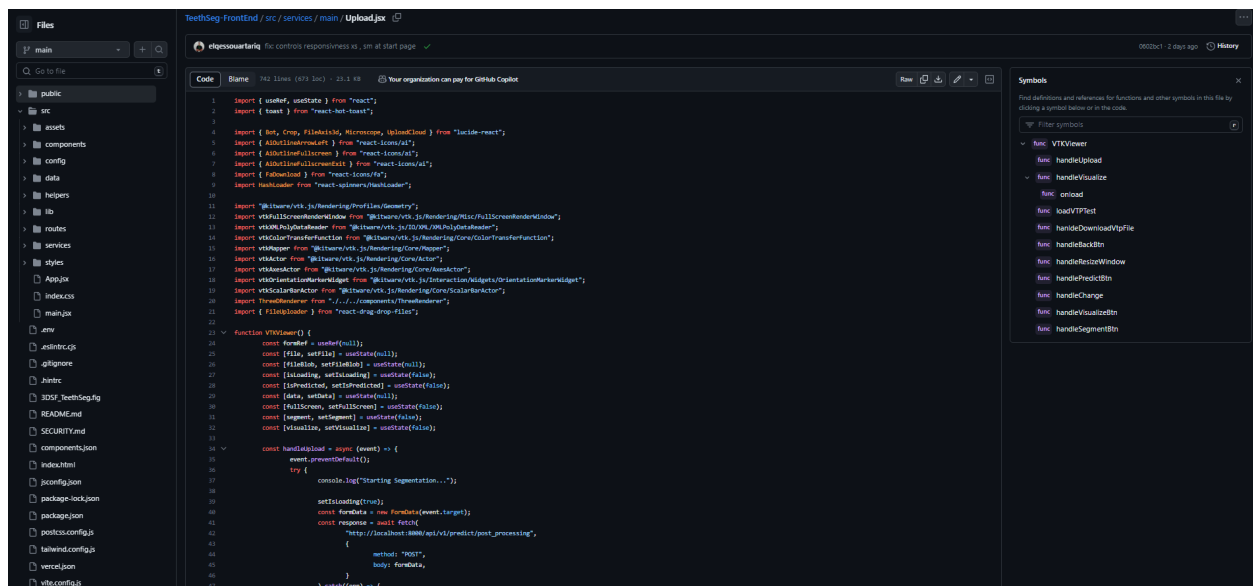 Files
main
Go to file
t
public
src
assets
components
config
data
helpers
lib
routes
services
styles
App.jsx
index.css
main.jsx
.env
.eslintrc.cjs
.gitignore
.hintrc
3DSF_TeethSeg.fig
README.md
SECURITY.md
components.json
index.html
jsconfig.json
package-lock.json
package.json
postcss.config.js
tailwind.config.js
vercel.json
vite.config.js
TeethSeg-FrontEnd / src / services / main / Upload.jsx
elqessouartariq fix: controls responsivness xs , sm at start page
0602bc1 · 2 days ago History
Code Blame 742 lines (673 loc) · 23.1 KB Your organization can pay for GitHub Copilot Raw
1 import { useRef, useState } from "react";
2 import { toast } from "react-hot-toast";
3
4 import { Bot, Crop, FileAxis3d, Microscope, UploadCloud } from "lucide-react";
5 import { AiOutlineArrowLeft } from "react-icons/ai";
6 import { AiOutlineFullscreen } from "react-icons/ai";
7 import { AiOutlineFullscreenExit } from "react-icons/ai";
8 import { FaDownload } from "react-icons/fa";
9 import HashLoader from "react-spinners/HashLoader";
10
11 import "@kitware/vtk.js/Rendering/Profiles/Geometry";
12 import vtkFullScreenRenderWindow from "@kitware/vtk.js/Rendering/Misc/FullScreenRenderWindow";
13 import vtkXMLPolyDataReader from "@kitware/vtk.js/IO/XML/XMLPolyDataReader";
14 import vtkColorTransferFunction from "@kitware/vtk.js/Rendering/Core/ColorTransferFunction";
15 import vtkMapper from "@kitware/vtk.js/Rendering/Core/Mapper";
16 import vtkActor from "@kitware/vtk.js/Rendering/Core/Actor";
17 import vtkAxesActor from "@kitware/vtk.js/Rendering/Core/AxesActor";
18 import vtkOrientationMarkerWidget from "@kitware/vtk.js/Interaction/Widgets/OrientationMarkerWidget";
19 import vtkScalarBarActor from "@kitware/vtk.js/Rendering/Core/ScalarBarActor";
20 import ThreeDRenderer from "./../../components/ThreeRenderer";
21 import { FileUploader } from "react-drag-drop-files";
22
23 function VTKViewer() {
24 const formRef = useRef(null);
25 const [file, setFile] = useState(null);
26 const [fileBlob, setFileBlob] = useState(null);
27 const [isLoading, setIsLoading] = useState(false);
28 const [isPredicted, setIsPredicted] = useState(false);
29 const [data, setData] = useState(null);
30 const [fullScreen, setFullScreen] = useState(false);
31 const [segment, setSegment] = useState(false);
32 const [visualize, setVisualize] = useState(false);
33
34 const handleUpload = async (event) => {
35 event.preventDefault();
36 try {
37 console.log("Starting Segmentation...");
38
39 setIsLoading(true);
40 const formData = new FormData(event.target);
41 const response = await fetch(
42 "http://localhost:8000/api/v1/predict/post_processing",
43 {
44 method: "POST",
45 body: formData,
46 }
47 ).catch((err) => {
Symbols
Find definitions and references for functions and other symbols in this file by
clicking a symbol below or in the code.
Filter symbols
r
func VTKViewer
func handleUpload
func handleVisualize
func onload
func loadVTPTest
func hanldeDownloadVtpFile
func handleBackBtn
func handleResizeWindow
func handlePredictBtn
func handleChange
func handleVisualizeBtn
func handleSegmentBtn